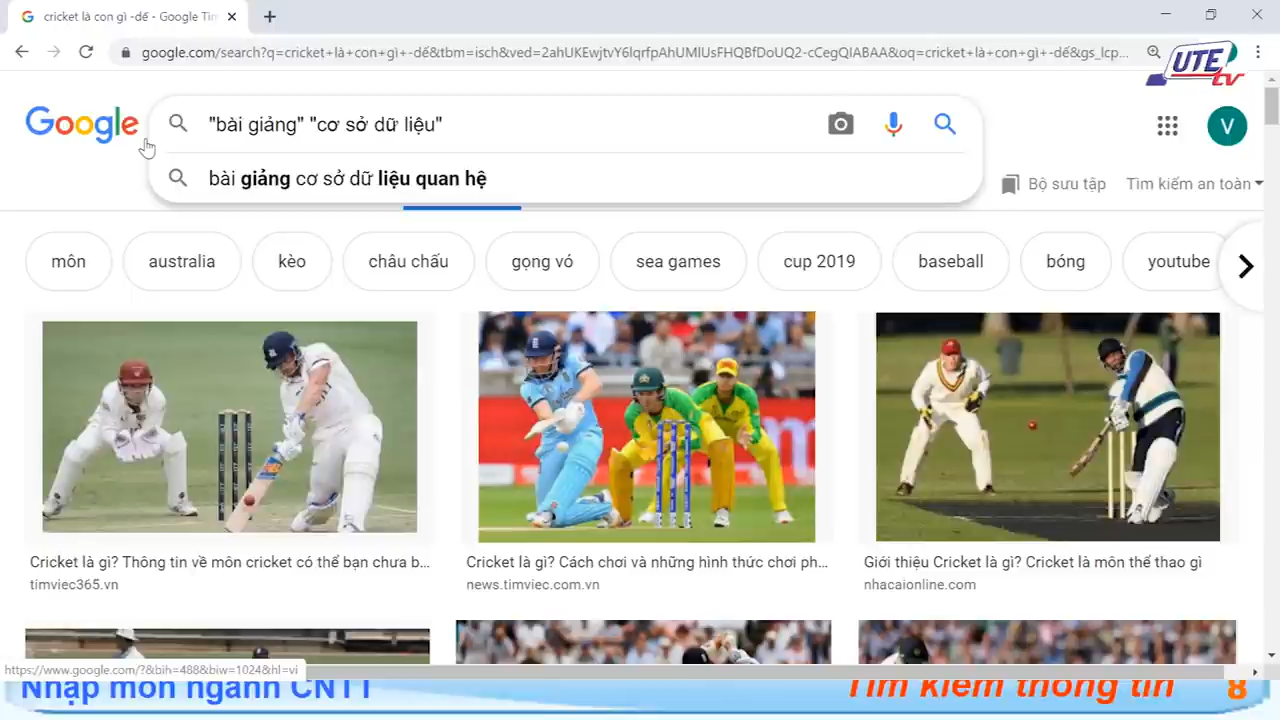 cricket là con gì -dế - Google Tìm
google.com/search?q=cricket+là+con+gì+-dế&tbm=isch&ved=2ahUKEwjtvY6lqrfpAhUMIUsFHQBfDoUQ2-cCegQIABAA&oq=cricket+là+con+gì+-dế&gs_lcp...
UTE tv
Google
"bài giảng" "cơ sở dữ liệu"
V
bài giảng cơ sở dữ liệu quan hệ
Bộ sưu tập
Tìm kiếm an toàn
môn
australia
kèo
châu chấu
gọng vó
sea games
cup 2019
baseball
bóng
youtube
Cricket là gì? Thông tin về môn cricket có thể bạn chưa b...
timviec365.vn
Cricket là gì? Cách chơi và những hình thức chơi ph...
news.timviec.com.vn
Giới thiệu Cricket là gì? Cricket là môn thể thao gì
nhacaionline.com
https://www.google.com/?&bih=488&biw=1024&hl=vi
Nhập môn ngành CNTT
Tìm kiếm thông tin
8